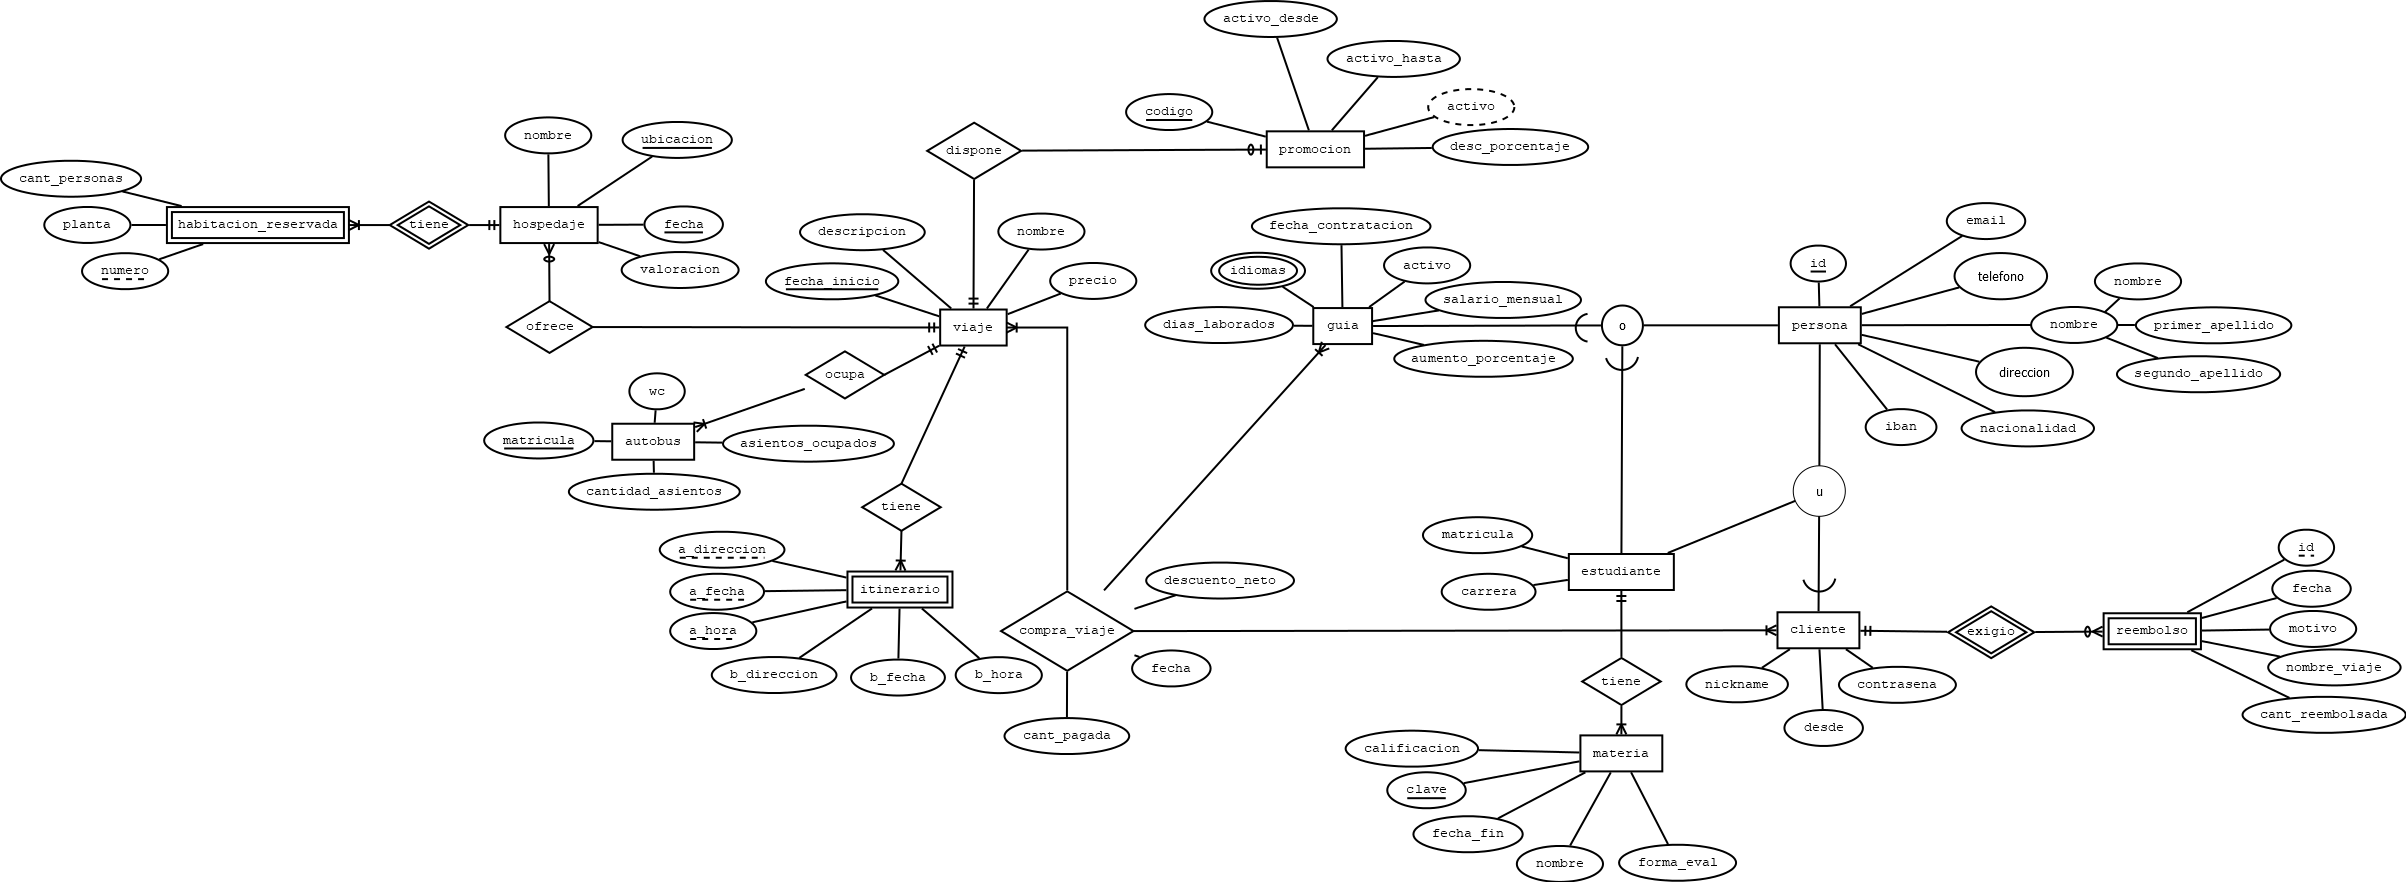 activo_desde
activo_hasta
activo
codigo
desc_porcentaje
promocion
dispone
nombre
ubicacion
cant_personas
planta
habitacion_reservada
tiene
hospedaje
fecha
numero
valoracion
ofrece
descripcion
nombre
fecha_inicio
precio
viaje
fecha_contratacion
idiomas
activo
salario_mensual
dias_laborados
guia
aumento_porcentaje
o
email
id
telefono
nombre
persona
nombre
primer_apellido
direccion
segundo_apellido
iban
nacionalidad
u
ocupa
wc
matricula
autobus
asientos_ocupados
cantidad_asientos
tiene
a_direccion
a_fecha
itinerario
a_hora
b_direccion
b_fecha
b_hora
compra_viaje
descuento_neto
fecha
cant_pagada
matricula
estudiante
carrera
tiene
calificacion
materia
clave
fecha_fin
nombre
forma_eval
cliente
nickname
contrasena
desde
exigio
reembolso
id
fecha
motivo
nombre_viaje
cant_reembolsada